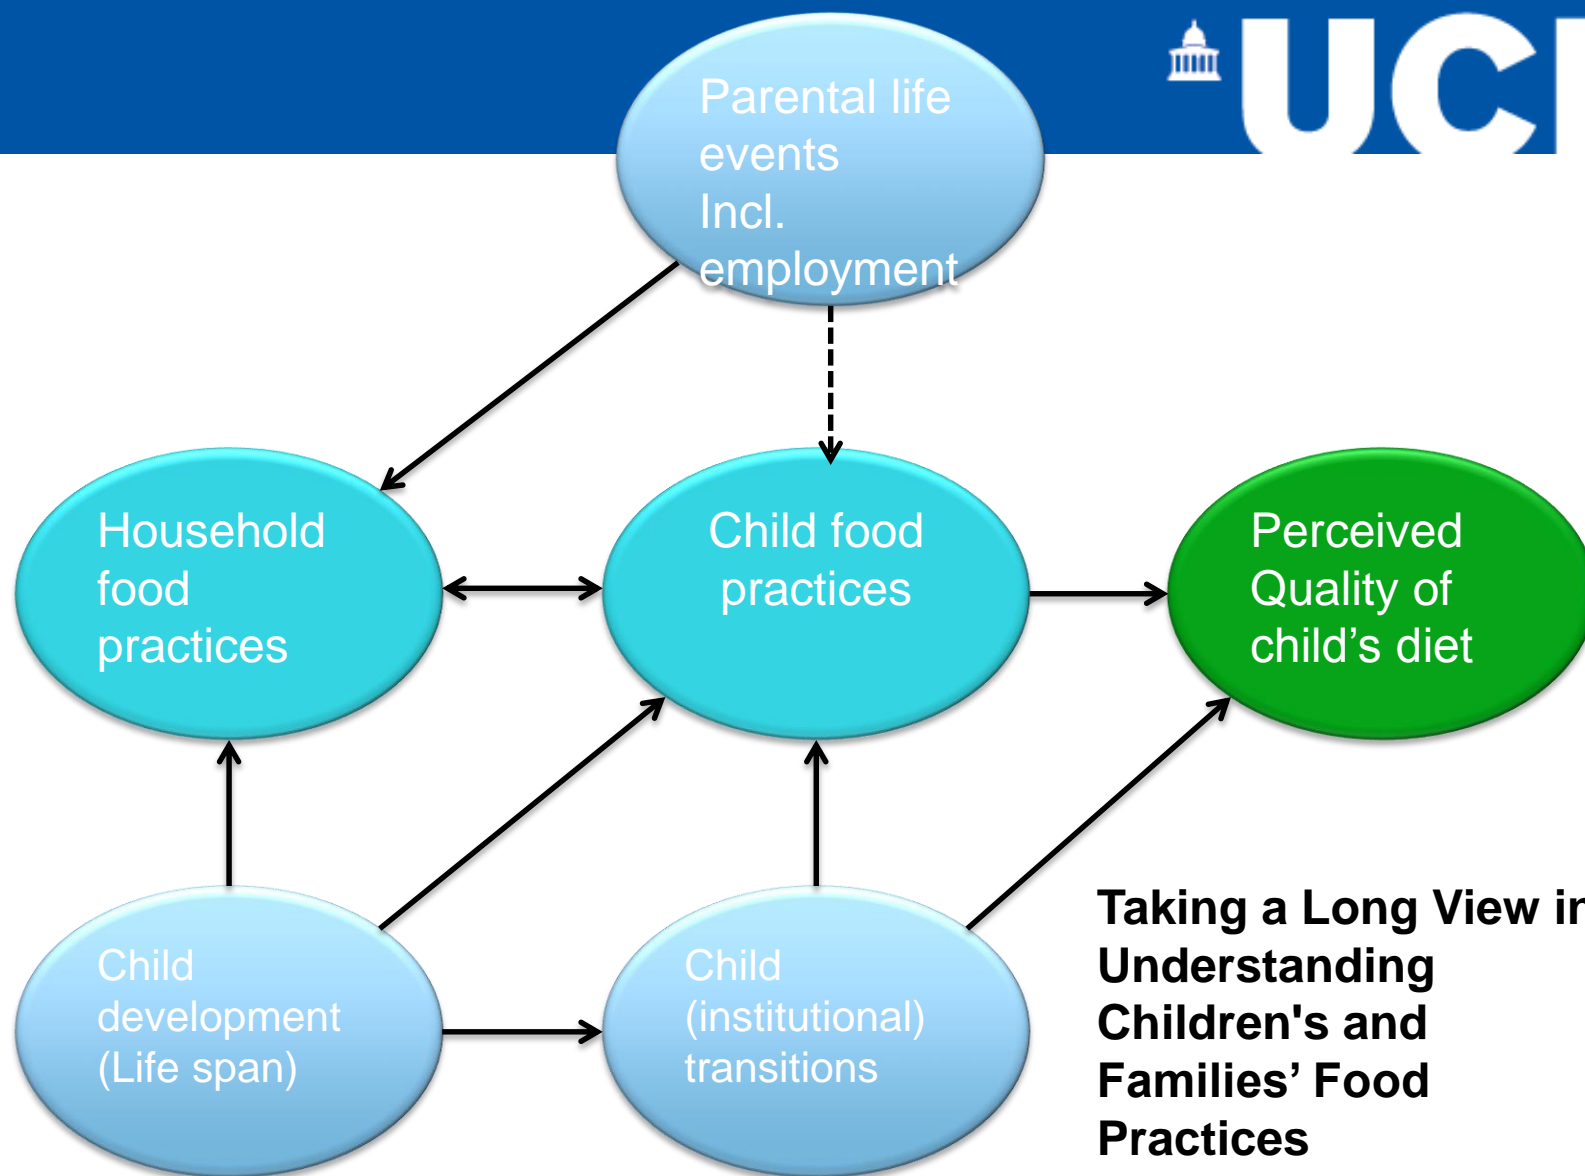 UCL
Parental life
events
Incl.
employment
Household
food
practices
Child food
practices
Perceived
Quality of
child’s diet
Child
development
(Life span)
Child
(institutional)
transitions
Taking a Long View in
Understanding
Children's and
Families’ Food
Practices